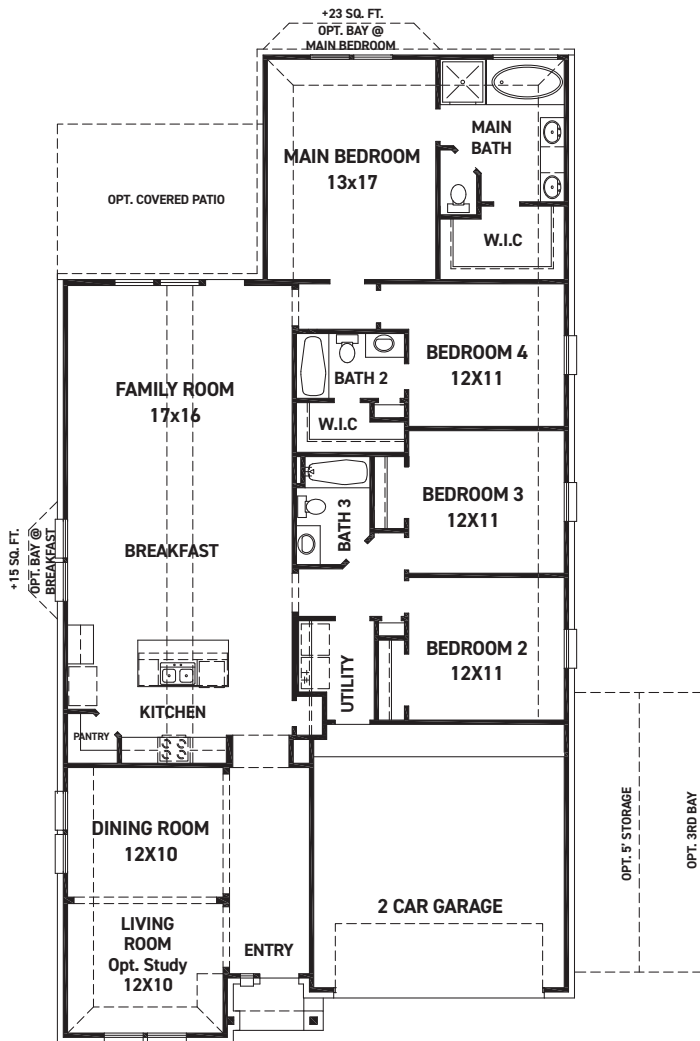 +23 SQ. FT.
OPT. BAY @
MAIN BEDROOM
MAIN BEDROOM
13x17
MAIN
BATH
OPT. COVERED PATIO
W.I.C
FAMILY ROOM
17x16
BATH 2
BEDROOM 4
12X11
W.I.C
BEDROOM 3
12X11
BATH 3
+15 SQ. FT.
OPT. BAY @
BREAKFAST
BREAKFAST
BEDROOM 2
12X11
UTILITY
KITCHEN
PANTRY
DINING ROOM
12X10
LIVING
ROOM
Opt. Study
12X10
ENTRY
2 CAR GARAGE
OPT. 5' STORAGE
OPT. 3RD BAY